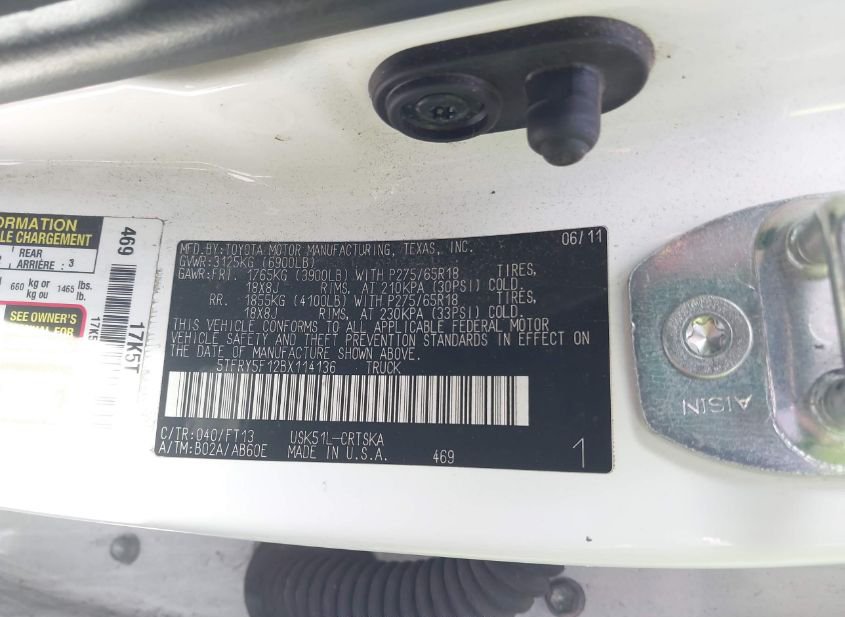 ORMATION
LE CHARGEMENT
REAR
ARRIÈRE : 3
660 kg or 1465 lbs.
kg ou lb.
SEE OWNER'S
FOR
469
17K5T
17K5
MFD.BY:TOYOTA MOTOR MANUFACTURING, TEXAS, INC. 06/11
GVWR:3125KG (6900LB)
GAWR:FRT. 1765KG (3900LB) WITH P275/65R18 TIRES,
18X8J RIMS. AT 210KPA (30PSI) COLD.
RR. 1855KG (4100LB) WITH P275/65R18 TIRES,
18X8J RIMS. AT 230KPA (33PSI) COLD.
THIS VEHICLE CONFORMS TO ALL APPLICABLE FEDERAL MOTOR
VEHICLE SAFETY AND THEFT PREVENTION STANDARDS IN EFFECT ON
THE DATE OF MANUFACTURE SHOWN ABOVE.
5TFRY5F12BX114136 TRUCK
C/TR:040/FT13 USK51L-CRTSKA
A/TM:B02A/AB60E MADE IN U.S.A. 469 1
AISIN